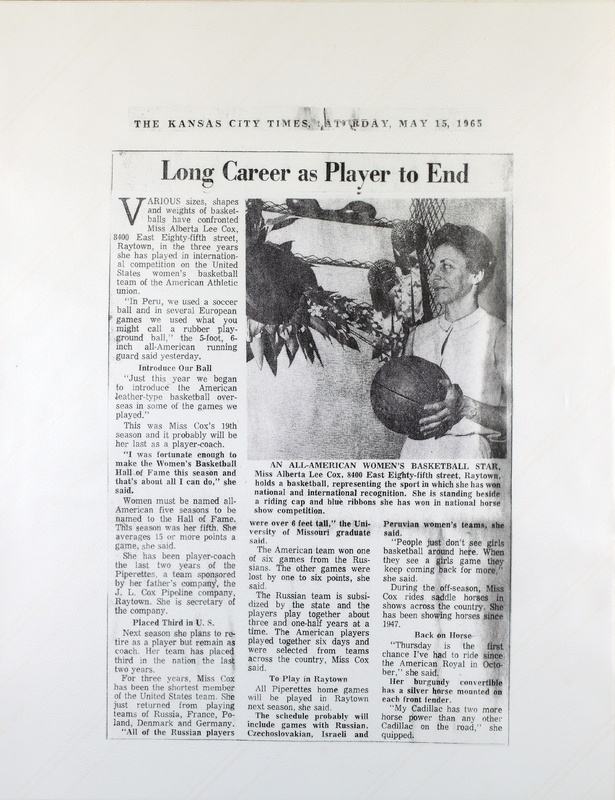 THE KANSAS CITY TIMES, SATURDAY, MAY 15, 1965
Long Career as Player to End
VARIOUS sizes, shapes
and weights of basket-
balls have confronted
Miss Alberta Lee Cox,
8400 East Eighty-fifth street,
Raytown, in the three years
she has played in internation-
al competition on the United
States women's basketball
team of the American Athletic
union.
"In Peru, we used a soccer
ball and in several European
games we used what you
might call a rubber play-
ground ball," the 5-foot, 6-
inch all-American running
guard said yesterday.
Introduce Our Ball
"Just this year we began
to introduce the American
leather-type basketball over-
seas in some of the games we
played."
This was Miss Cox's 19th
season and it probably will be
her last as a player-coach.
"I was fortunate enough to
make the Women's Basketball
Hall of Fame this season and
that's about all I can do," she
said.
Women must be named all-
American five seasons to be
named to the Hall of Fame.
This season was her fifth. She
averages 15 or more points a
game, she said.
She has been player-coach
the last two years of the
Piperettes, a team sponsored
by her father's company, the
J. L. Cox Pipeline company,
Raytown. She is secretary of
the company.
Placed Third in U. S.
Next season she plans to re-
tire as a player but remain as
coach. Her team has placed
third in the nation the last
two years.
For three years, Miss Cox
has been the shortest member
of the United States team. She
just returned from playing
teams of Russia, France, Po-
land, Denmark and Germany.
"All of the Russian players
AN ALL-AMERICAN WOMEN'S BASKETBALL STAR,
Miss Alberta Lee Cox, 8400 East Eighty-fifth street, Raytown,
holds a basketball, representing the sport in which she has won
national and international recognition. She is standing beside
a riding cap and blue ribbons she has won in national horse
show competition.
were over 6 feet tall," the Uni-
versity of Missouri graduate
said.
The American team won one
of six games from the Rus-
sians. The other games were
lost by one to six points, she
said.
The Russian team is subsi-
dized by the state and the
players play together about
three and one-half years at a
time. The American players
played together six days and
were selected from teams
across the country, Miss Cox
said.
To Play in Raytown
All Piperettes home games
will be played in Raytown
next season, she said.
The schedule probably will
include games with Russian,
Czechoslovakian, Israeli and
Peruvian women's teams, she
said.
"People just don't see girls
basketball around here. When
they see a girls game they
keep coming back for more,"
she said.
During the off-season, Miss
Cox rides saddle horses in
shows across the country. She
has been showing horses since
1947.
Back on Horse
"Thursday is the first
chance I've had to ride since
the American Royal in Octo-
ber," she said.
Her burgundy convertible
has a silver horse mounted on
each front fender.
"My Cadillac has two more
horse power than any other
Cadillac on the road," she
quipped.